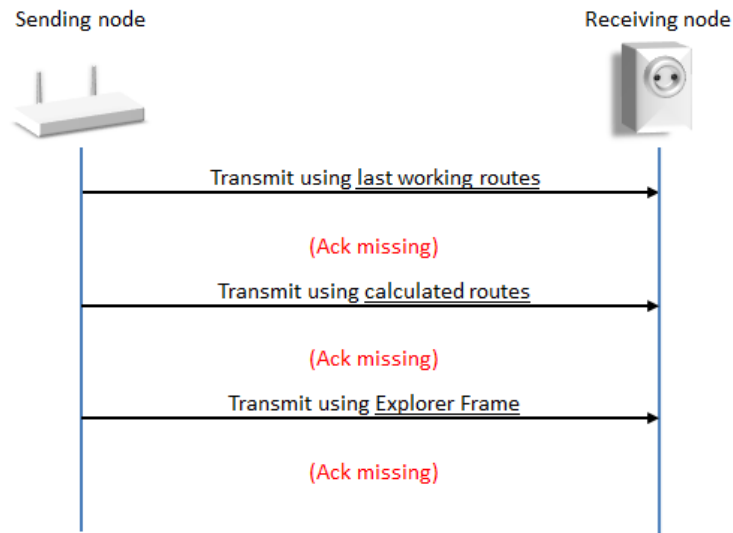 Sending node
Receiving node
Transmit using last working routes
(Ack missing)
Transmit using calculated routes
(Ack missing)
Transmit using Explorer Frame
(Ack missing)